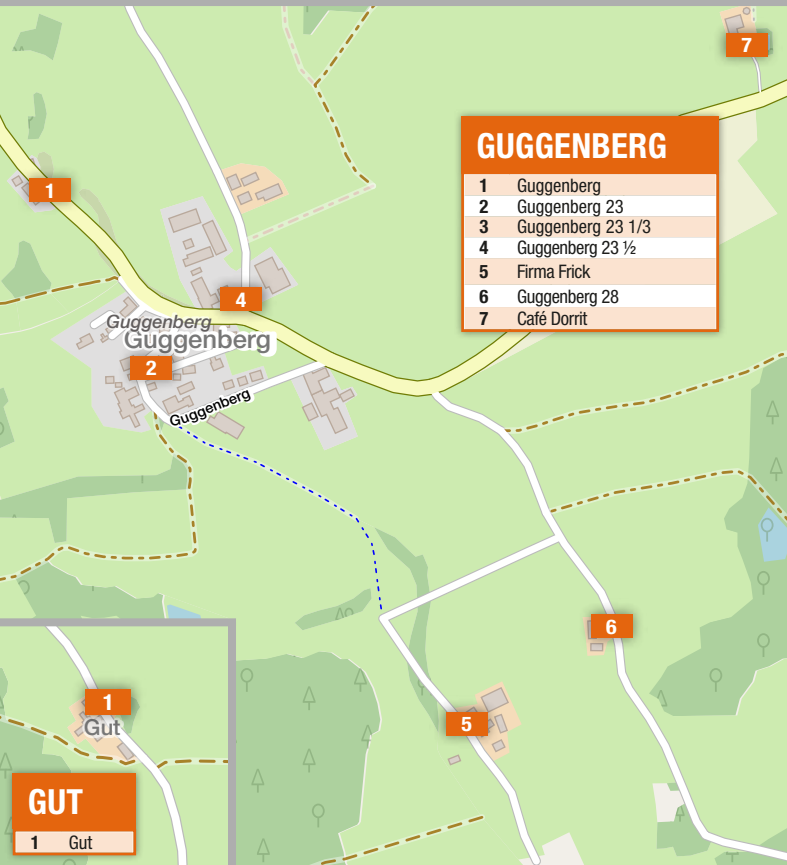 7
GUGGENBERG
1 Guggenberg
2 Guggenberg 23
3 Guggenberg 23 1/3
4 Guggenberg 23 ½
5 Firma Frick
6 Guggenberg 28
7 Café Dorrit
1
4
Guggenberg
Guggenberg
2
Guggenberg
6
5
1
Gut
GUT
1 Gut